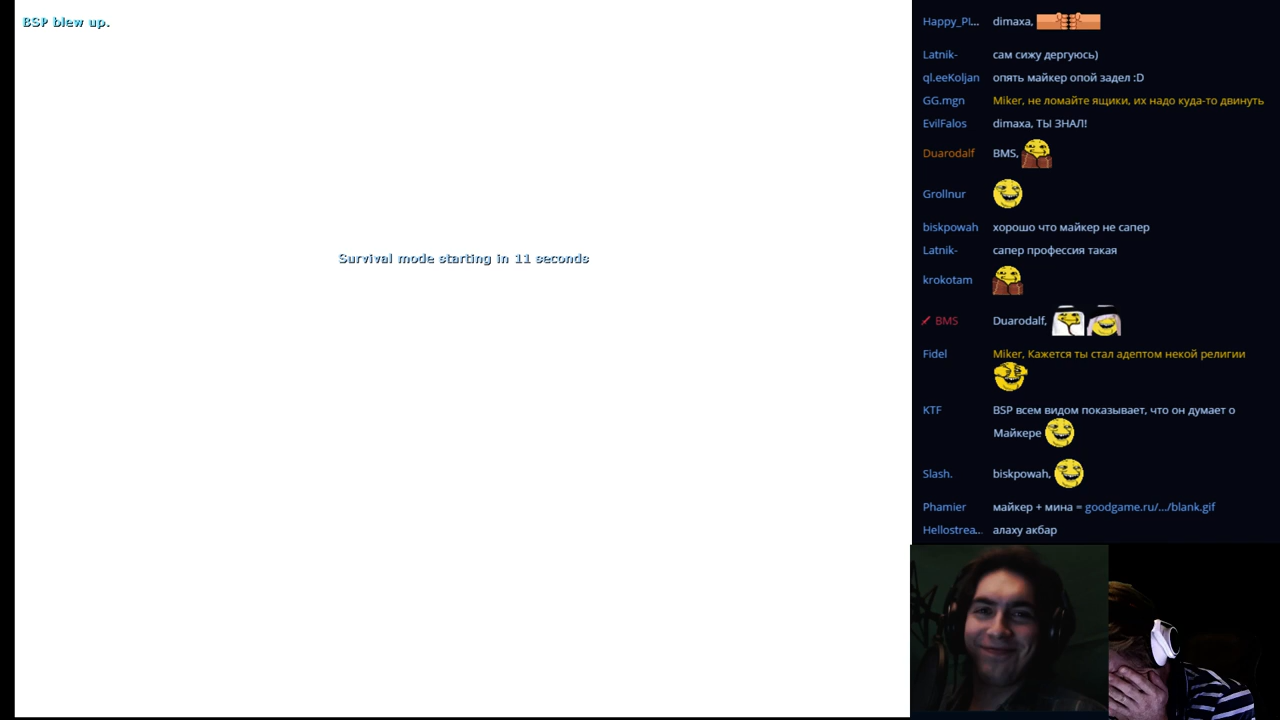 BSP blew up.
Survival mode starting in 11 seconds
Happy_Pl... dimaxa,
Latnik- сам сижу дергуюсь)
ql.eeKoljan опять майкер опой задел :D
GG.mgn Miker, не ломайте ящики, их надо куда-то двинуть
EvilFalos dimaxa, ТЫ ЗНАЛ!
Duarodalf BMS,
Grollnur
biskpowah хорошо что майкер не сапер
Latnik- сапер профессия такая
krokotam
BMS Duarodalf,
Fidel Miker, Кажется ты стал адептом некой религии
KTF BSP всем видом показывает, что он думает о
Майкере
Slash. biskpowah,
Phamier майкер + мина = goodgame.ru/.../blank.gif
Hellostrea... алаху акбар